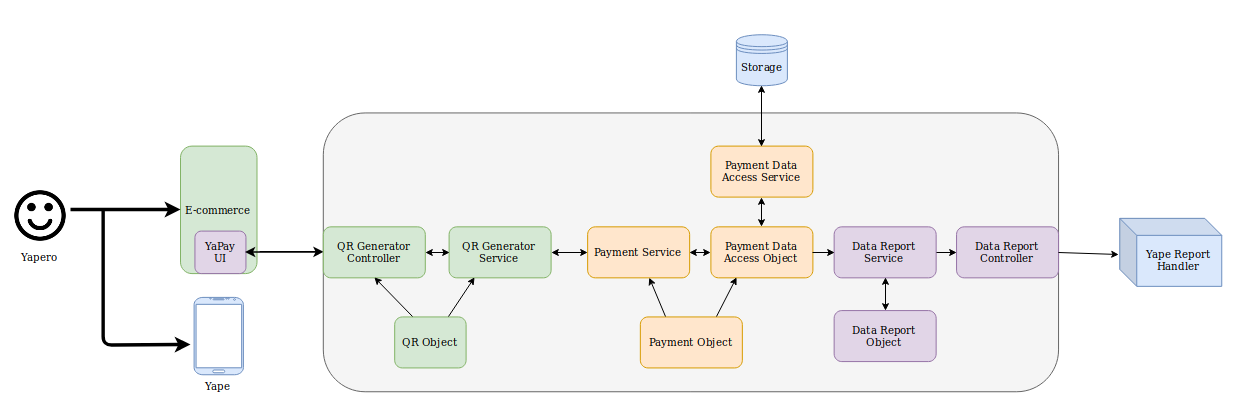 Storage
Payment Data
Access Service
E-commerce
YaPay
UI
QR Generator
Controller
QR Generator
Service
Payment Service
Payment Data
Access Object
Data Report
Service
Data Report
Controller
Yape Report
Handler
Yapero
QR Object
Payment Object
Data Report
Object
Yape